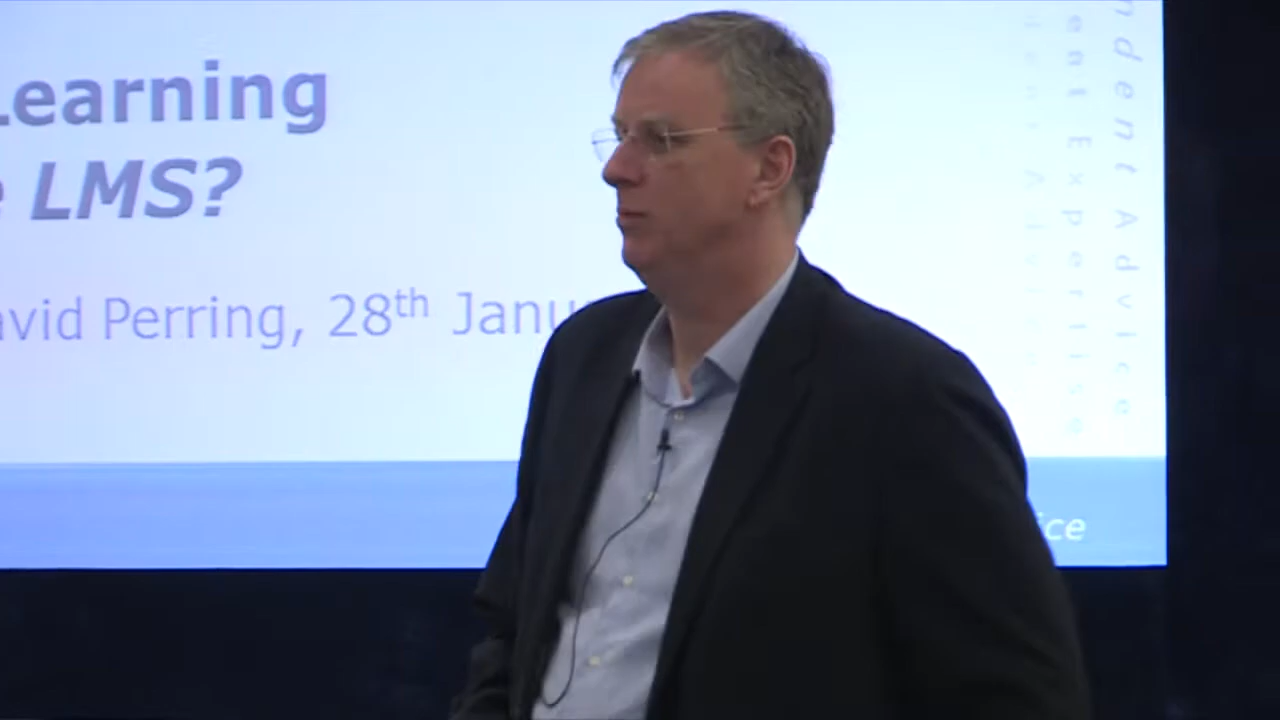 Learning
LMS?
avid Perring, 28th Janu
ndent Advice
ent Expertise
ice